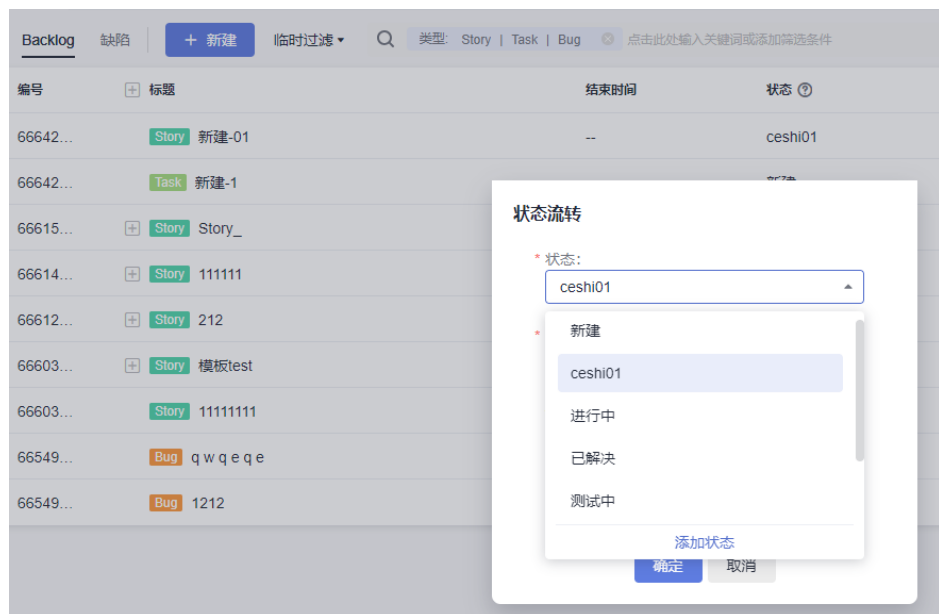 Backlog 缺陷 + 新建 临时过滤 类型: Story | Task | Bug 点击此处输入关键词或添加筛选条件
编号 标题 结束时间 状态
66642... Story 新建-01 -- ceshi01
66642... Task 新建-1 新建
66615... Story Story_
66614... Story 111111
66612... Story 212
66603... Story 模板test
66603... Story 11111111
66549... Bug q w q e q e
66549... Bug 1212
状态流转
* 状态:
ceshi01
*
新建
ceshi01
进行中
已解决
测试中
添加状态
确定 取消